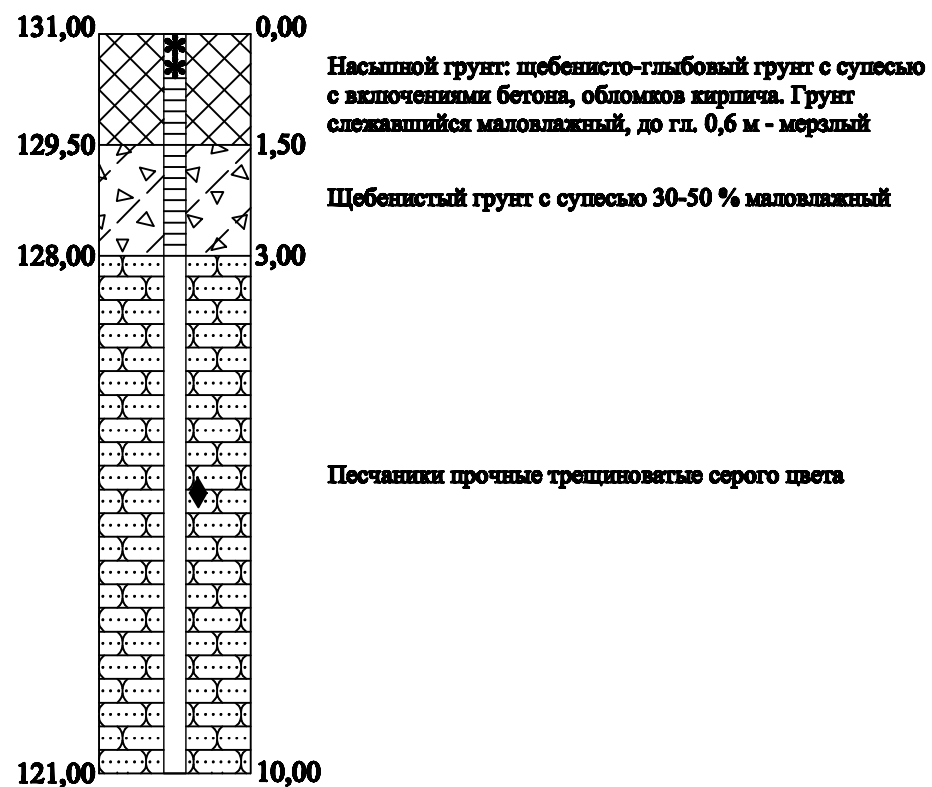 131,00 0,00
Насыпной грунт: щебенисто-глыбовый грунт с супесью
с включениями бетона, обломков кирпича. Грунт
слежавшийся маловлажный, до гл. 0,6 м - мерзлый
129,50 1,50
Щебенистый грунт с супесью 30-50 % маловлажный
128,00 3,00
Песчаники прочные трещиноватые серого цвета
121,00 10,00